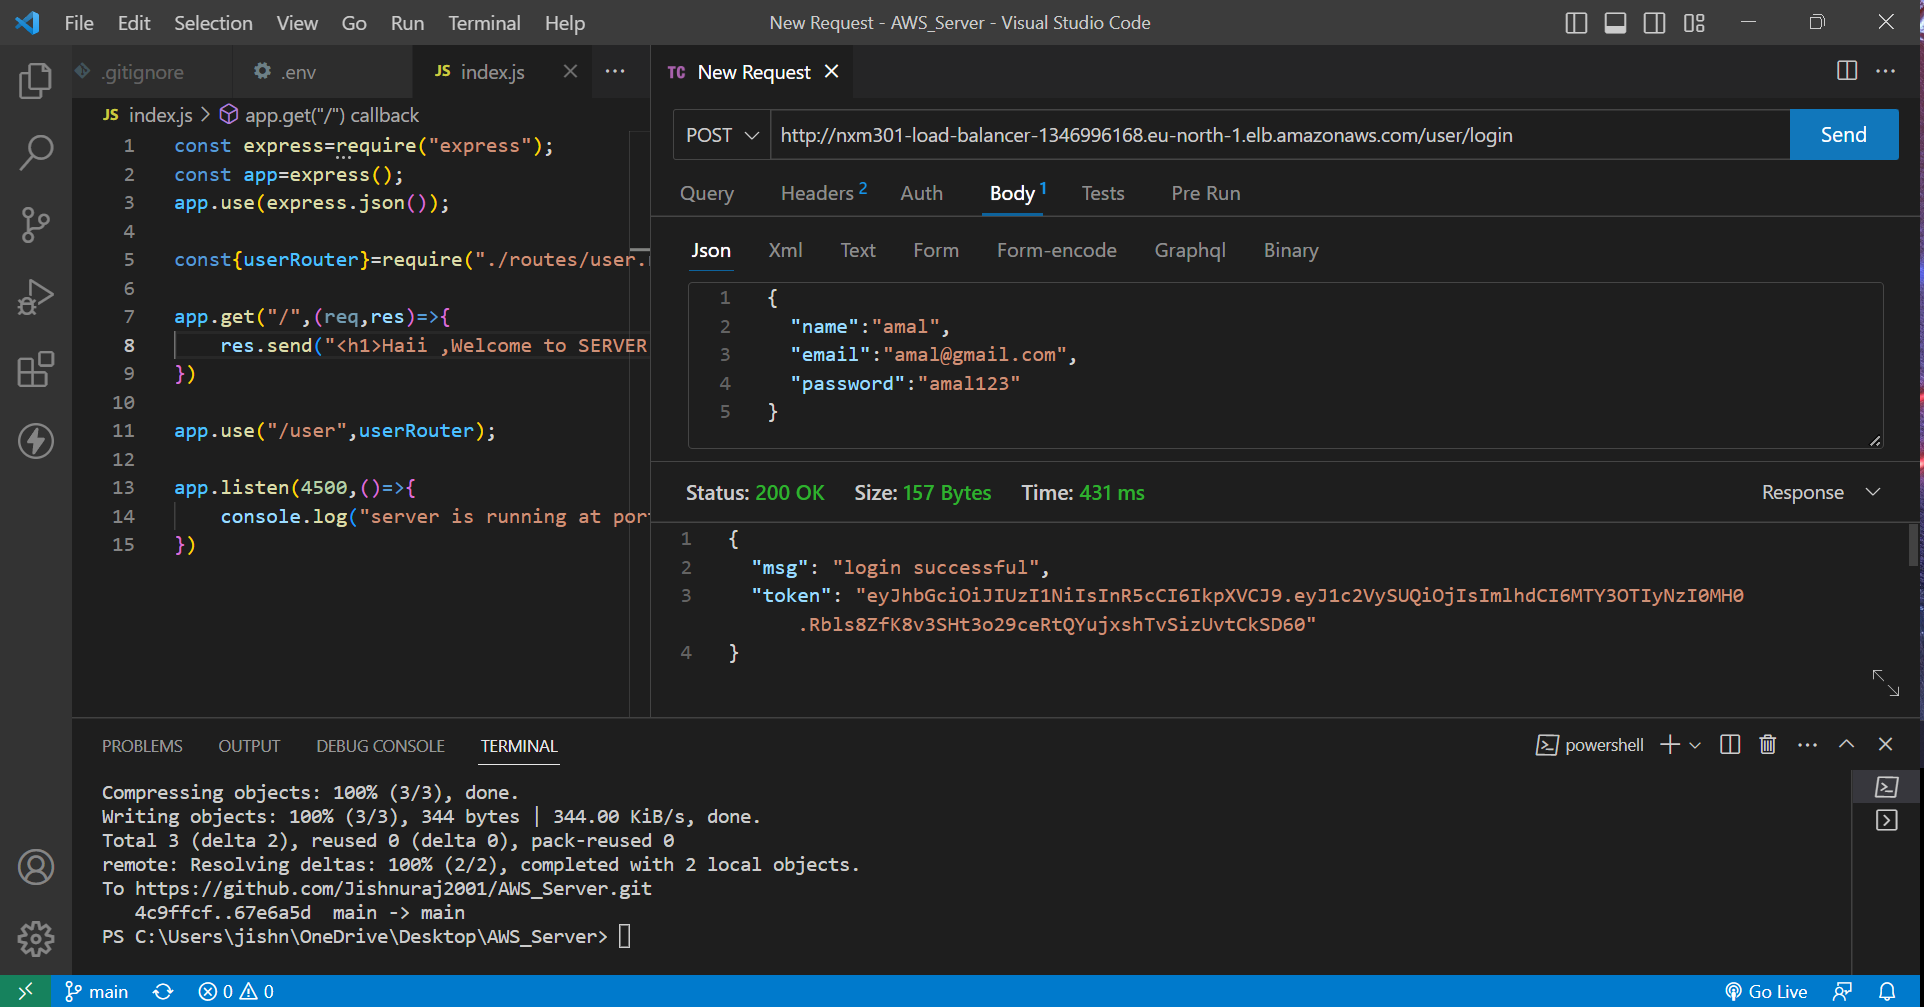 File Edit Selection View Go Run Terminal Help
New Request - AWS_Server - Visual Studio Code
.gitignore
.env
JS index.js
JS index.js > app.get("/") callback
1 const express=require("express");
2 const app=express();
3 app.use(express.json());
4
5 const{userRouter}=require("./routes/user.
6
7 app.get("/",(req,res)=>{
8 res.send("<h1>Haii ,Welcome to SERVER
9 })
10
11 app.use("/user",userRouter);
12
13 app.listen(4500,()=>{
14 console.log("server is running at por
15 })
TC New Request
POST http://nxm301-load-balancer-1346996168.eu-north-1.elb.amazonaws.com/user/login Send
Query Headers 2 Auth Body 1 Tests Pre Run
Json Xml Text Form Form-encode Graphql Binary
1 {
2 "name":"amal",
3 "email":"amal@gmail.com",
4 "password":"amal123"
5 }
Status: 200 OK Size: 157 Bytes Time: 431 ms Response
1 {
2 "msg": "login successful",
3 "token": "eyJhbGciOiJIUzI1NiIsInR5cCI6IkpXVCJ9.eyJ1c2VySUQiOjIsImlhdCI6MTY3OTIyNzI0MH0
.Rbls8ZfK8v3SHt3o29ceRtQYujxshTvSizUvtCkSD60"
4 }
PROBLEMS OUTPUT DEBUG CONSOLE TERMINAL
powershell
Compressing objects: 100% (3/3), done.
Writing objects: 100% (3/3), 344 bytes | 344.00 KiB/s, done.
Total 3 (delta 2), reused 0 (delta 0), pack-reused 0
remote: Resolving deltas: 100% (2/2), completed with 2 local objects.
To https://github.com/Jishnuraj2001/AWS_Server.git
4c9ffcf..67e6a5d main -> main
PS C:\Users\jishn\OneDrive\Desktop\AWS_Server>
main 0 0 Go Live